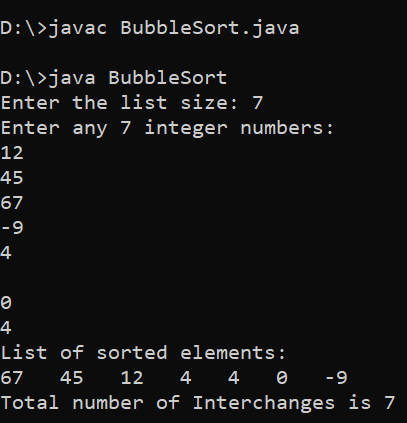 D:\>javac BubbleSort.java
D:\>java BubbleSort
Enter the list size: 7
Enter any 7 integer numbers:
12
45
67
-9
4
0
4
List of sorted elements:
67   45   12   4   4   0   -9
Total number of Interchanges is 7